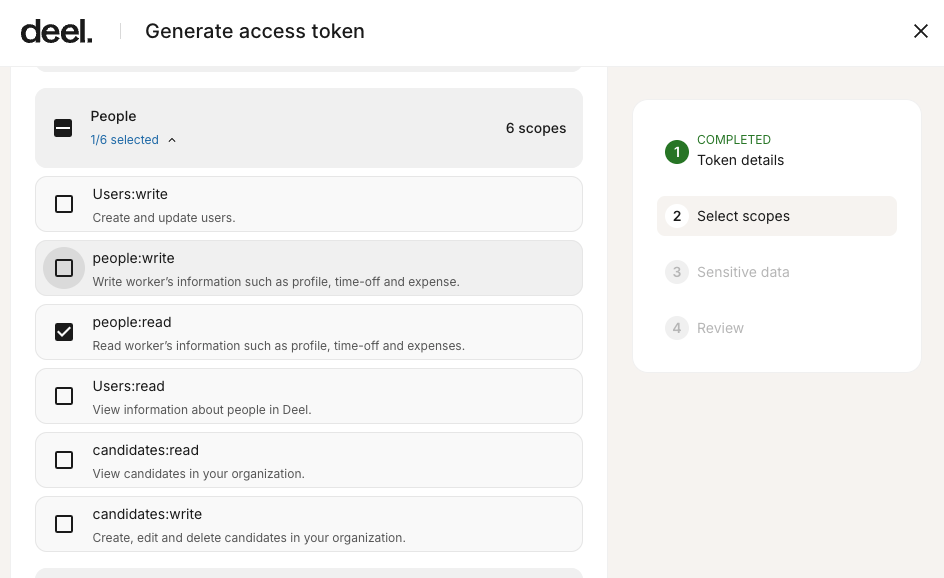 deel.
Generate access token
People
1/6 selected
6 scopes
Users:write
Create and update users.
people:write
Write worker’s information such as profile, time-off and expense.
people:read
Read worker’s information such as profile, time-off and expenses.
Users:read
View information about people in Deel.
candidates:read
View candidates in your organization.
candidates:write
Create, edit and delete candidates in your organization.
1
COMPLETED
Token details
2 Select scopes
3 Sensitive data
4 Review